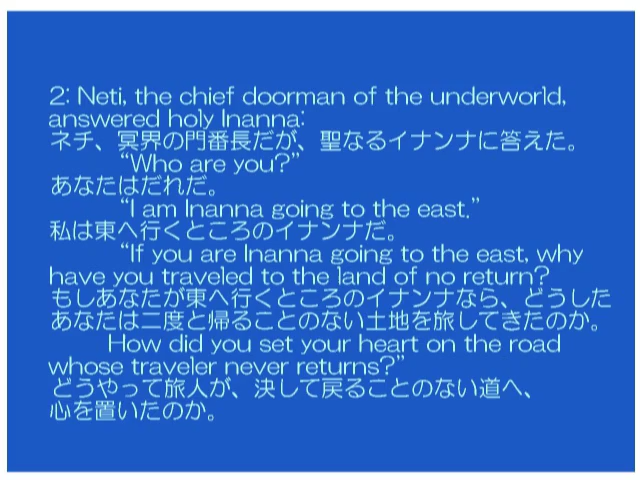 2: Neti, the chief doorman of the underworld,
answered holy Inanna:
ネチ、冥界の門番長だが、聖なるイナンナに答えた。
“Who are you?”
あなたはだれだ。
“I am Inanna going to the east.”
私は東へ行くところのイナンナだ。
“If you are Inanna going to the east, why
have you traveled to the land of no return?
もしあなたが東へ行くところのイナンナなら、どうした
あなたは二度と帰ることのない土地を旅してきたのか。
How did you set your heart on the road
whose traveler never returns?”
どうやって旅人が、決して戻ることのない道へ、
心を置いたのか。